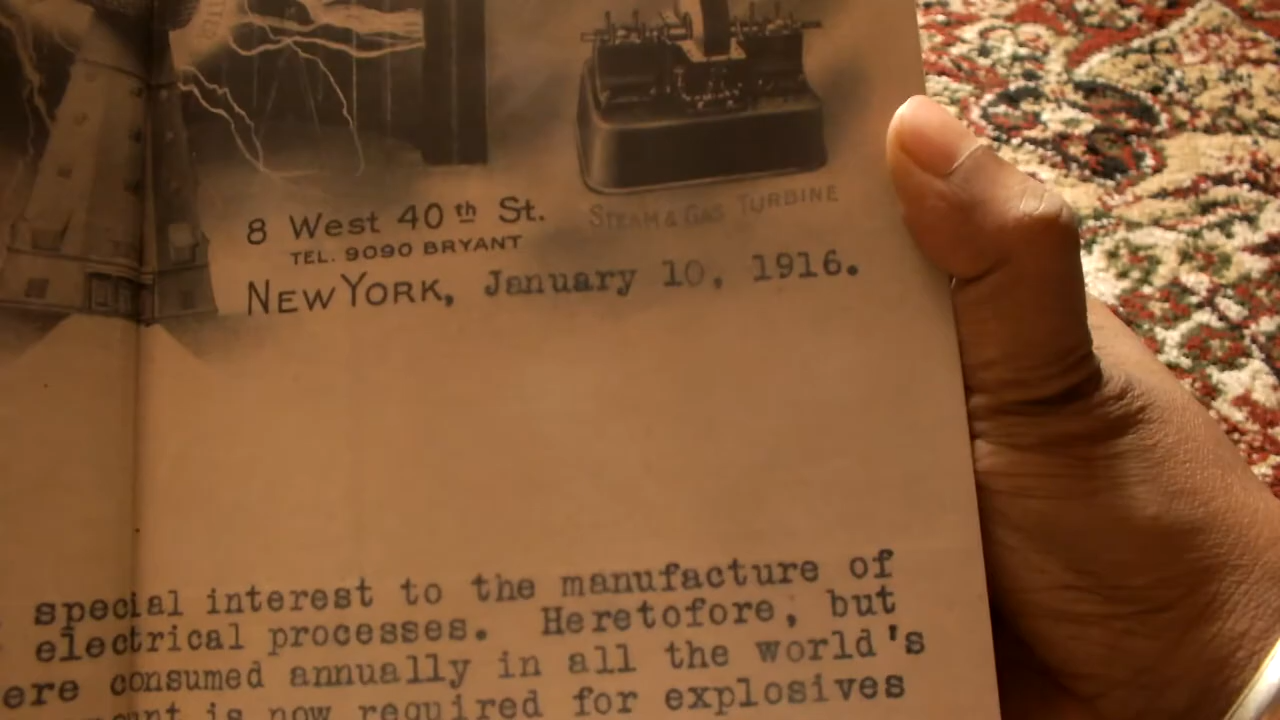 8 West 40th St.
STEAM & GAS TURBINE
TEL. 9090 BRYANT
NEW YORK, January 10, 1916.
special interest to the manufacture of
electrical processes. Heretofore, but
ere consumed annually in all the world's
is now required for explosives